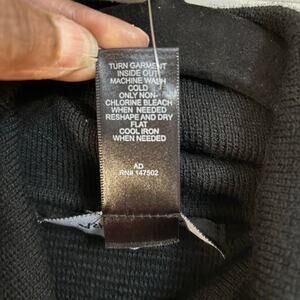 TURN GARMENT
INSIDE OUT
MACHINE WASH
COLD
ONLY NON-
CHLORINE BLEACH
WHEN NEEDED
RESHAPE AND DRY
FLAT
COOL IRON
WHEN NEEDED
AD
RN# 147502